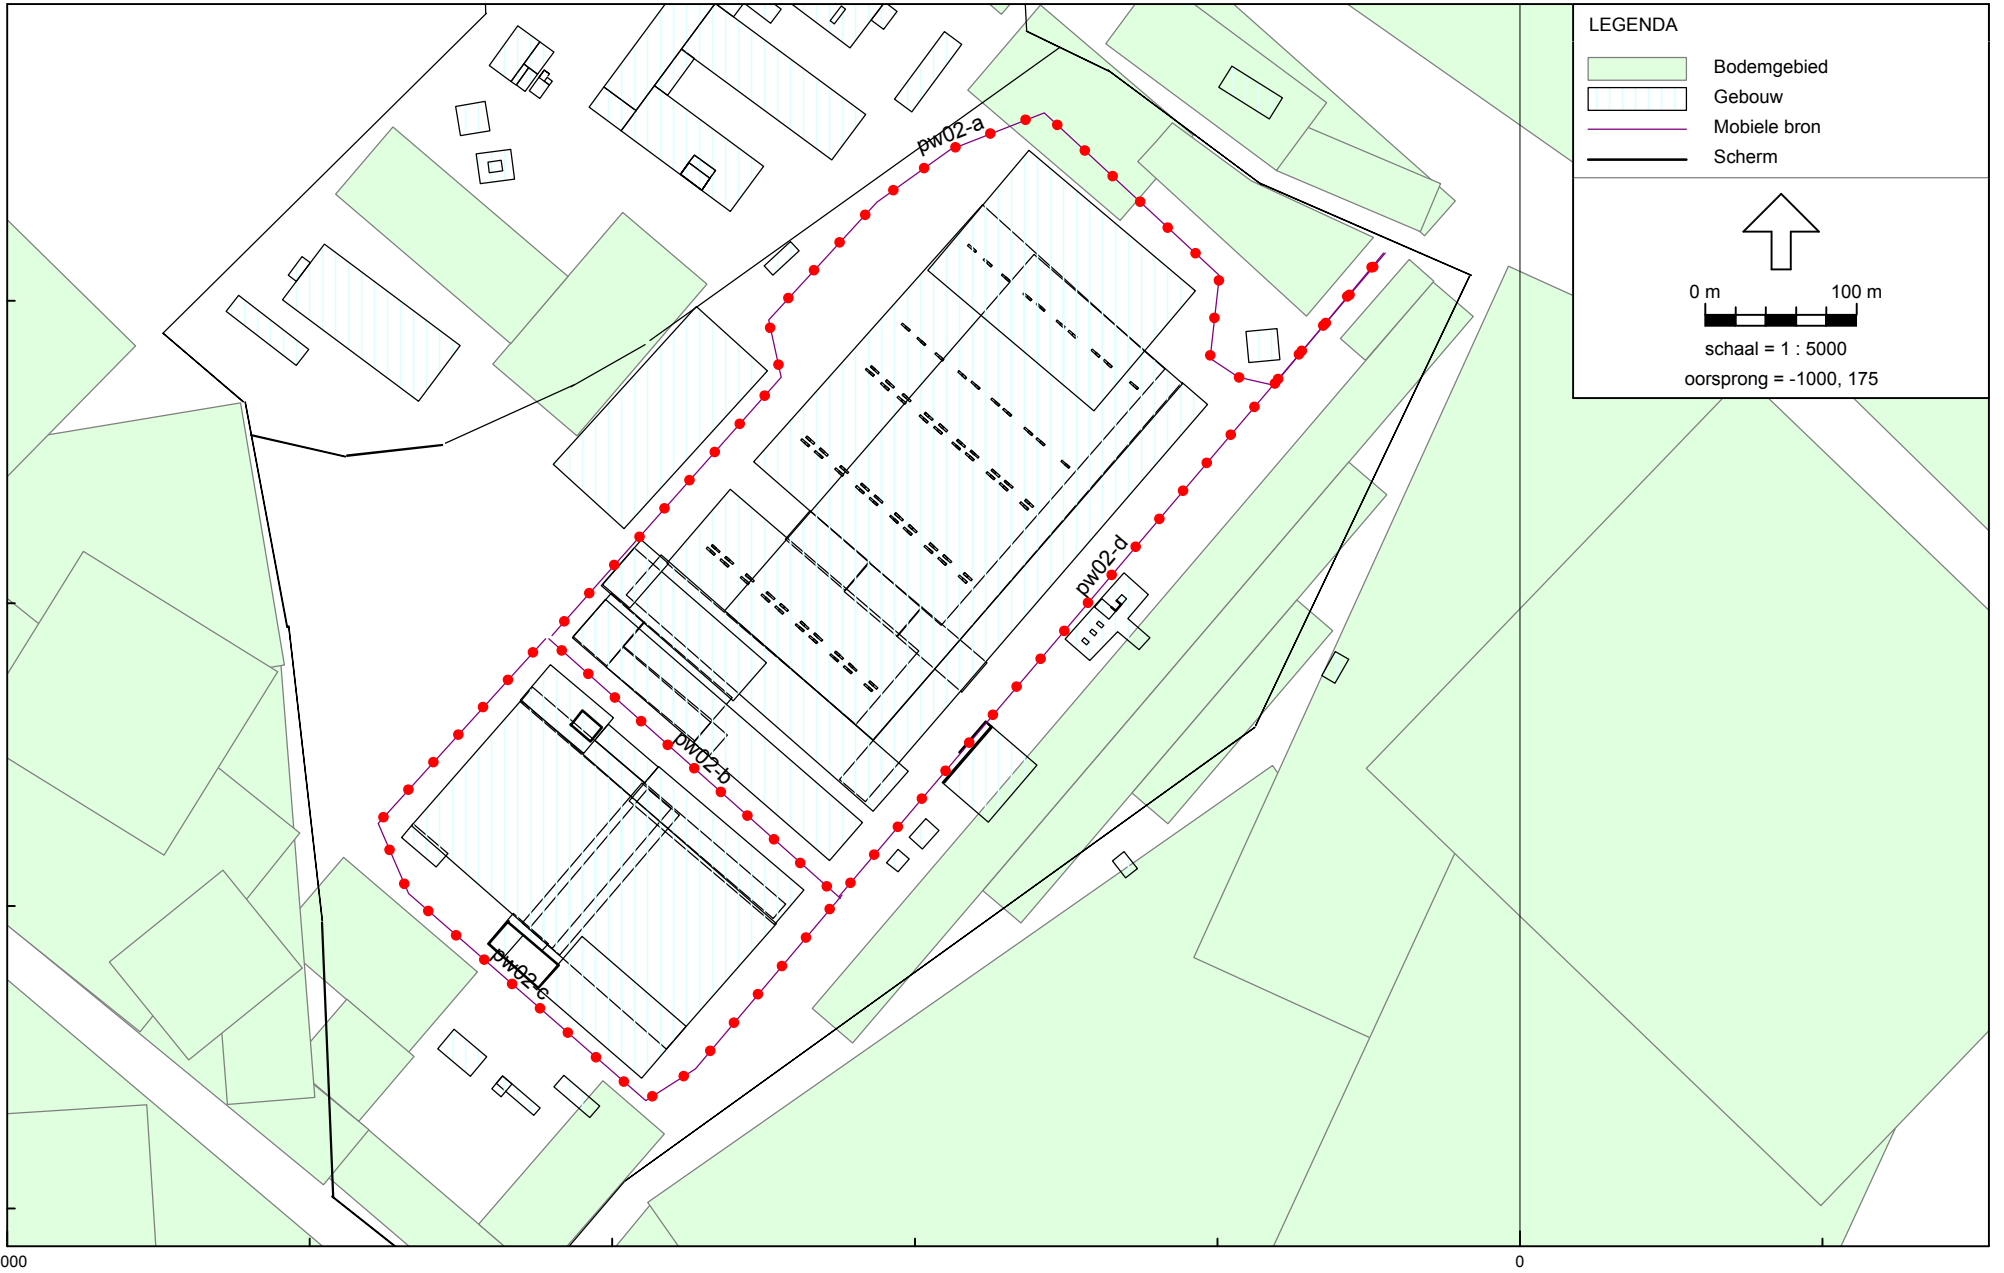 LEGENDA
Bodemgebied
Gebouw
Mobiele bron
Scherm
0 m 100 m
schaal = 1 : 5000
oorsprong = -1000, 175
pw02-a
pw02-d
pw02-b
pw02-c
000 0